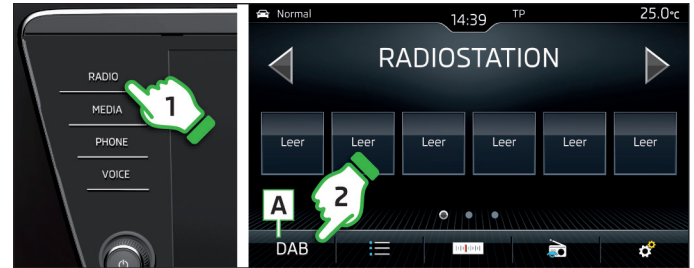 RADIO
MEDIA
PHONE
VOICE
1
Normal
14:39
TP
25.0°C
RADIOSTATION
Leer Leer Leer Leer Leer Leer
A
2
DAB